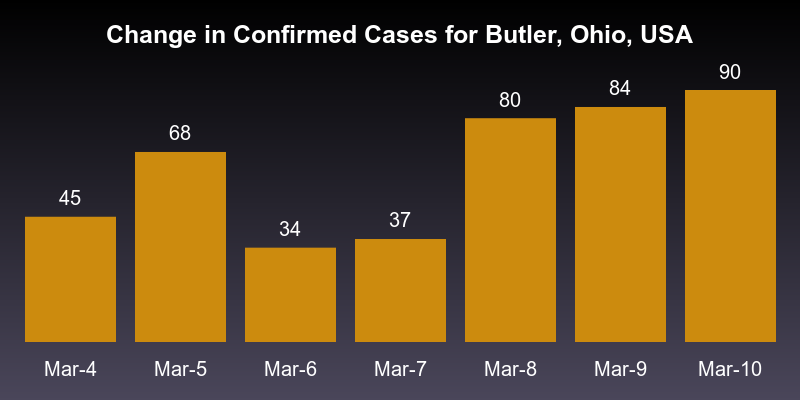 Change in Confirmed Cases for Butler, Ohio, USA
45 68 34 37 80 84 90
Mar-4 Mar-5 Mar-6 Mar-7 Mar-8 Mar-9 Mar-10